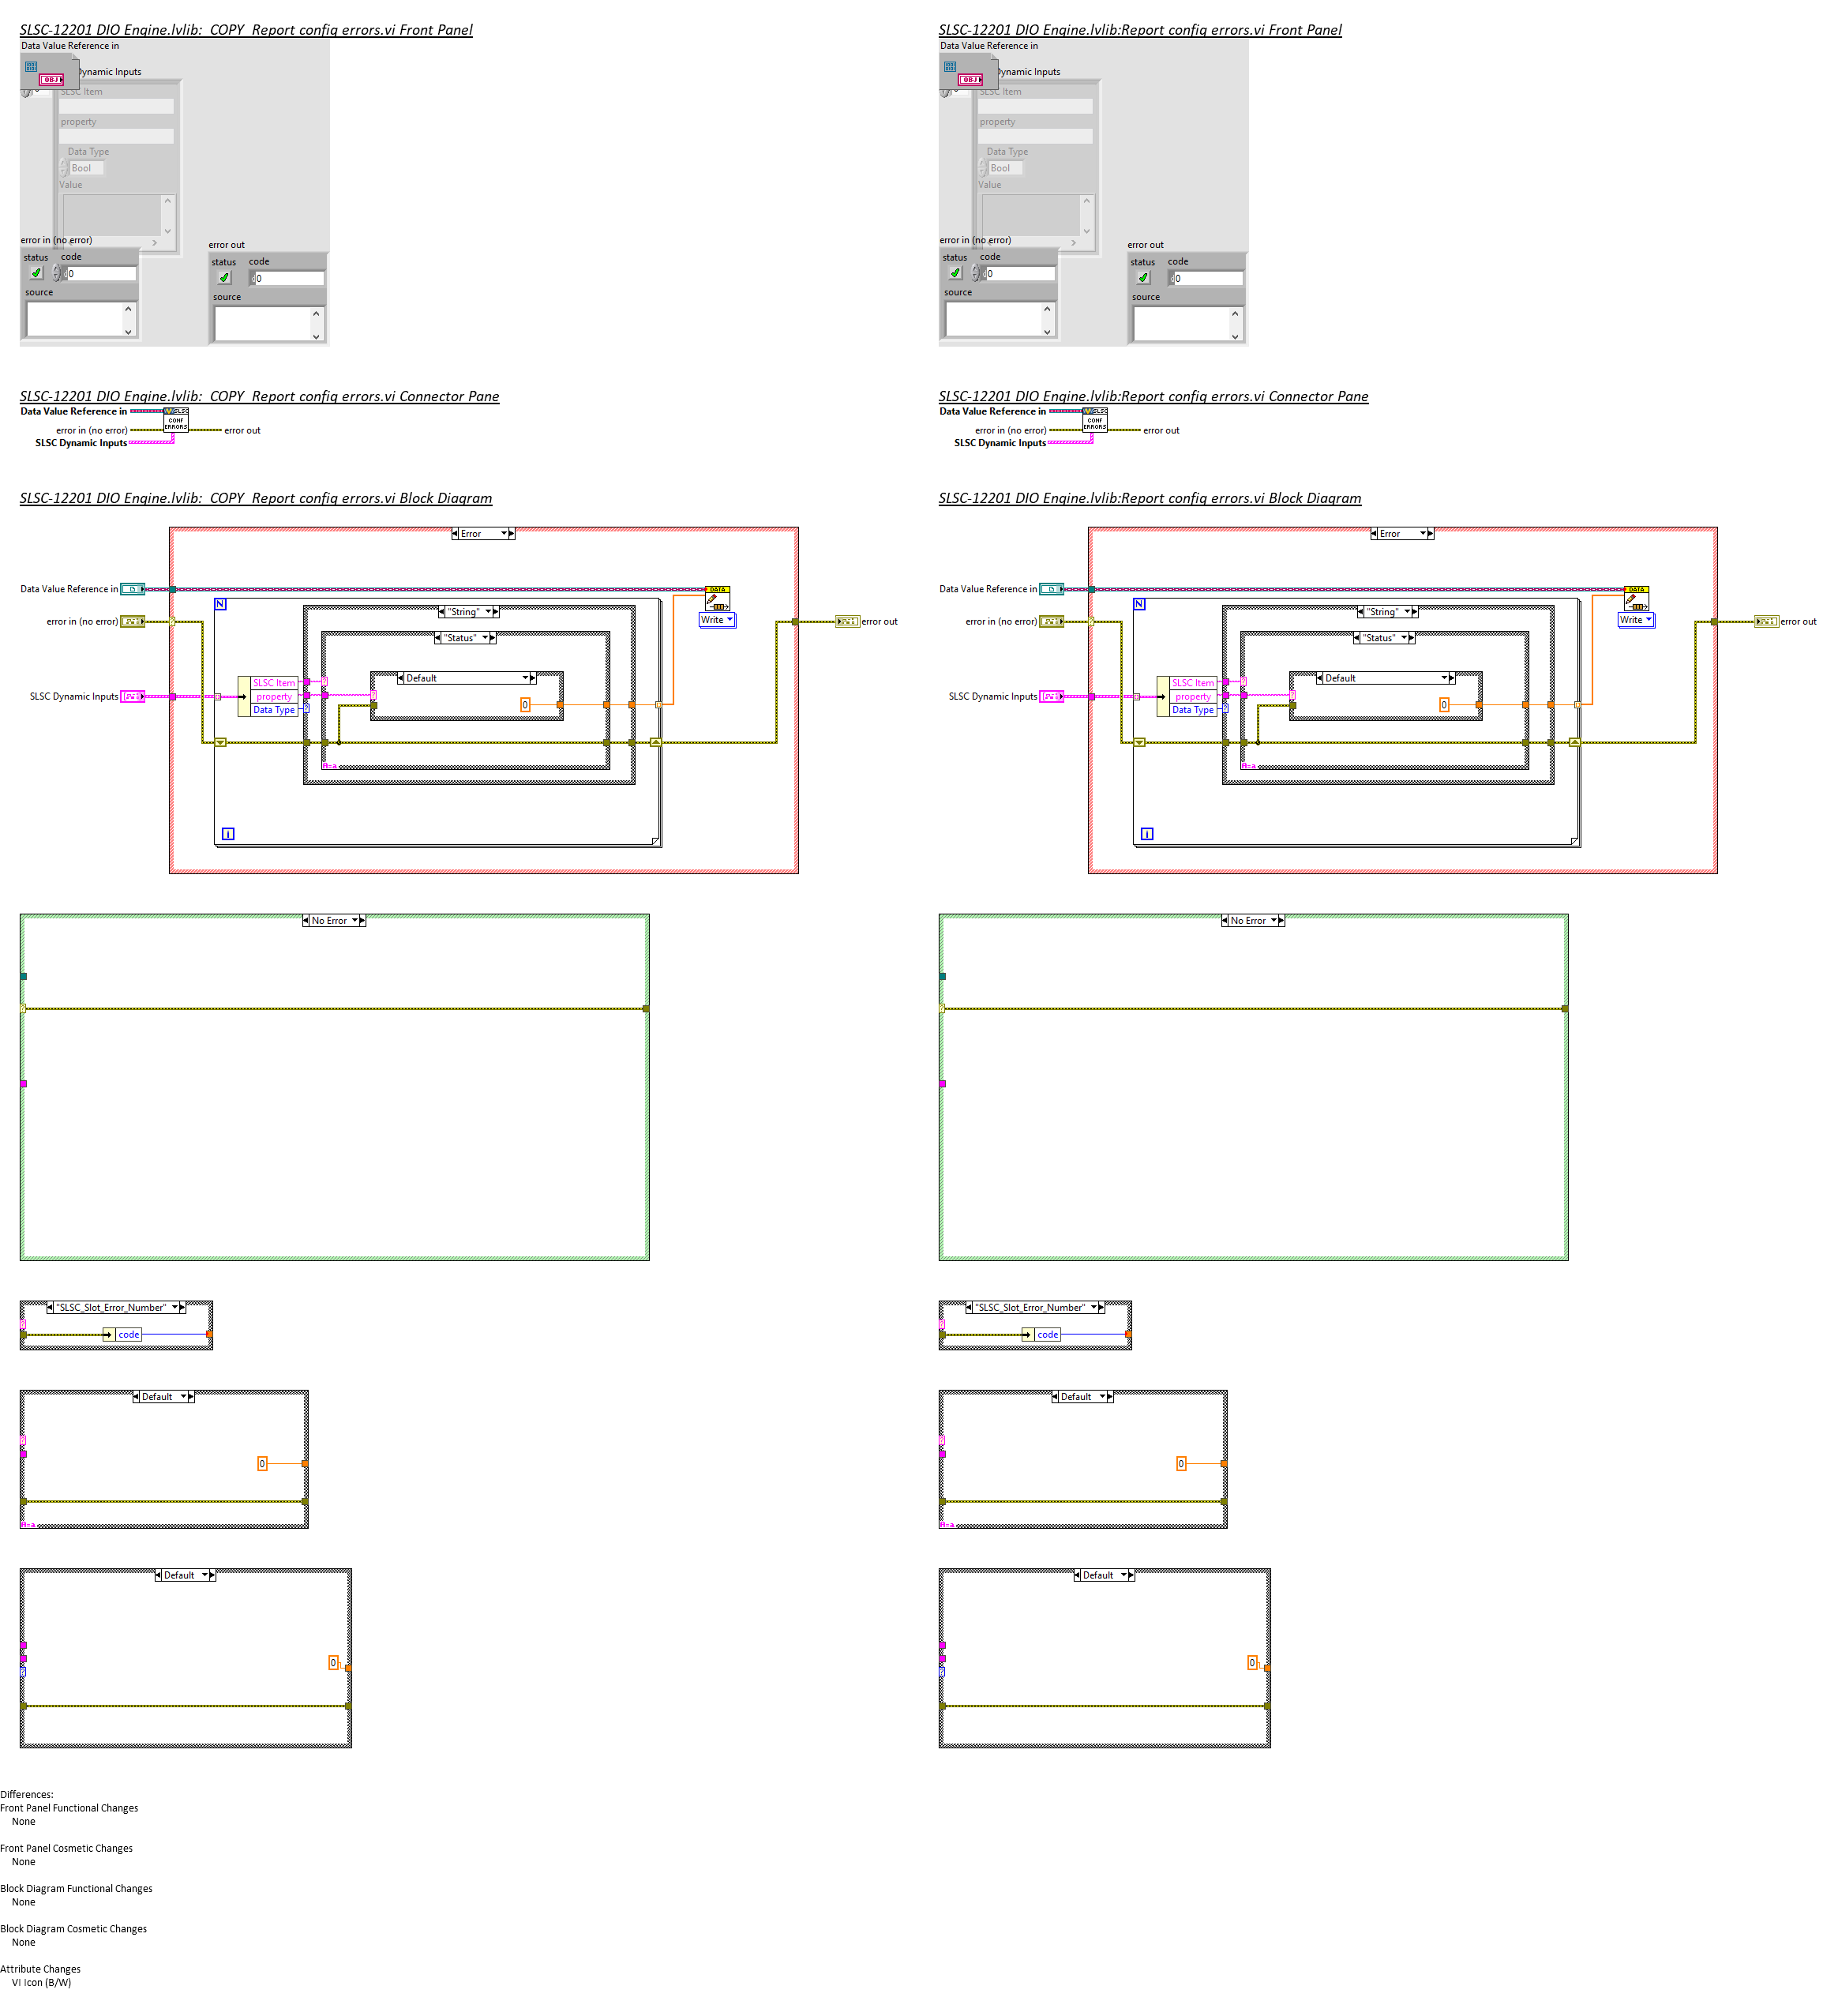 SLSC-12201 DIO Engine.lvlib:  COPY  Report config errors.vi Front Panel
Data Value Reference in
OBJ
Dynamic Inputs
SLSC Item
property
Data Type
Bool
Value
error in (no error)
status code
0
source
error out
status code
0
source
SLSC-12201 DIO Engine.lvlib:Report config errors.vi Front Panel
Data Value Reference in
OBJ
Dynamic Inputs
SLSC Item
property
Data Type
Bool
Value
error in (no error)
status code
0
source
error out
status code
0
source
SLSC-12201 DIO Engine.lvlib:  COPY  Report config errors.vi Connector Pane
Data Value Reference in
error in (no error)
SLSC Dynamic Inputs
SLSC
CONF
ERRORS
error out
SLSC-12201 DIO Engine.lvlib:Report config errors.vi Connector Pane
Data Value Reference in
error in (no error)
SLSC Dynamic Inputs
SLSC
CONF
ERRORS
error out
SLSC-12201 DIO Engine.lvlib:  COPY  Report config errors.vi Block Diagram
Error
Data Value Reference in
DATA
N
"String"
Write
error in (no error)
error out
"Status"
Default
SLSC Item
SLSC Dynamic Inputs
property
0
Data Type
A=a
i
SLSC-12201 DIO Engine.lvlib:Report config errors.vi Block Diagram
Error
Data Value Reference in
DATA
N
"String"
Write
error in (no error)
error out
"Status"
Default
SLSC Item
SLSC Dynamic Inputs
property
0
Data Type
A=a
i
No Error
No Error
"SLSC_Slot_Error_Number"
code
"SLSC_Slot_Error_Number"
code
Default
0
A=a
Default
0
A=a
Default
0
Default
0
Differences:
Front Panel Functional Changes
None
Front Panel Cosmetic Changes
None
Block Diagram Functional Changes
None
Block Diagram Cosmetic Changes
None
Attribute Changes
VI Icon (B/W)